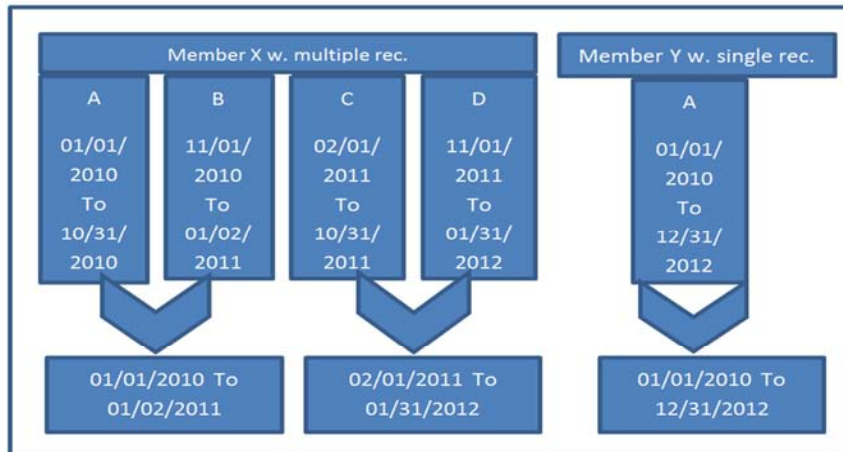 Member X w. multiple rec.
Member Y w. single rec.
A
01/01/
2010
To
10/31/
2010
B
11/01/
2010
To
01/02/
2011
C
02/01/
2011
To
10/31/
2011
D
11/01/
2011
To
01/31/
2012
A
01/01/
2010
To
12/31/
2012
01/01/2010 To
01/02/2011
02/01/2011 To
01/31/2012
01/01/2010 To
12/31/2012